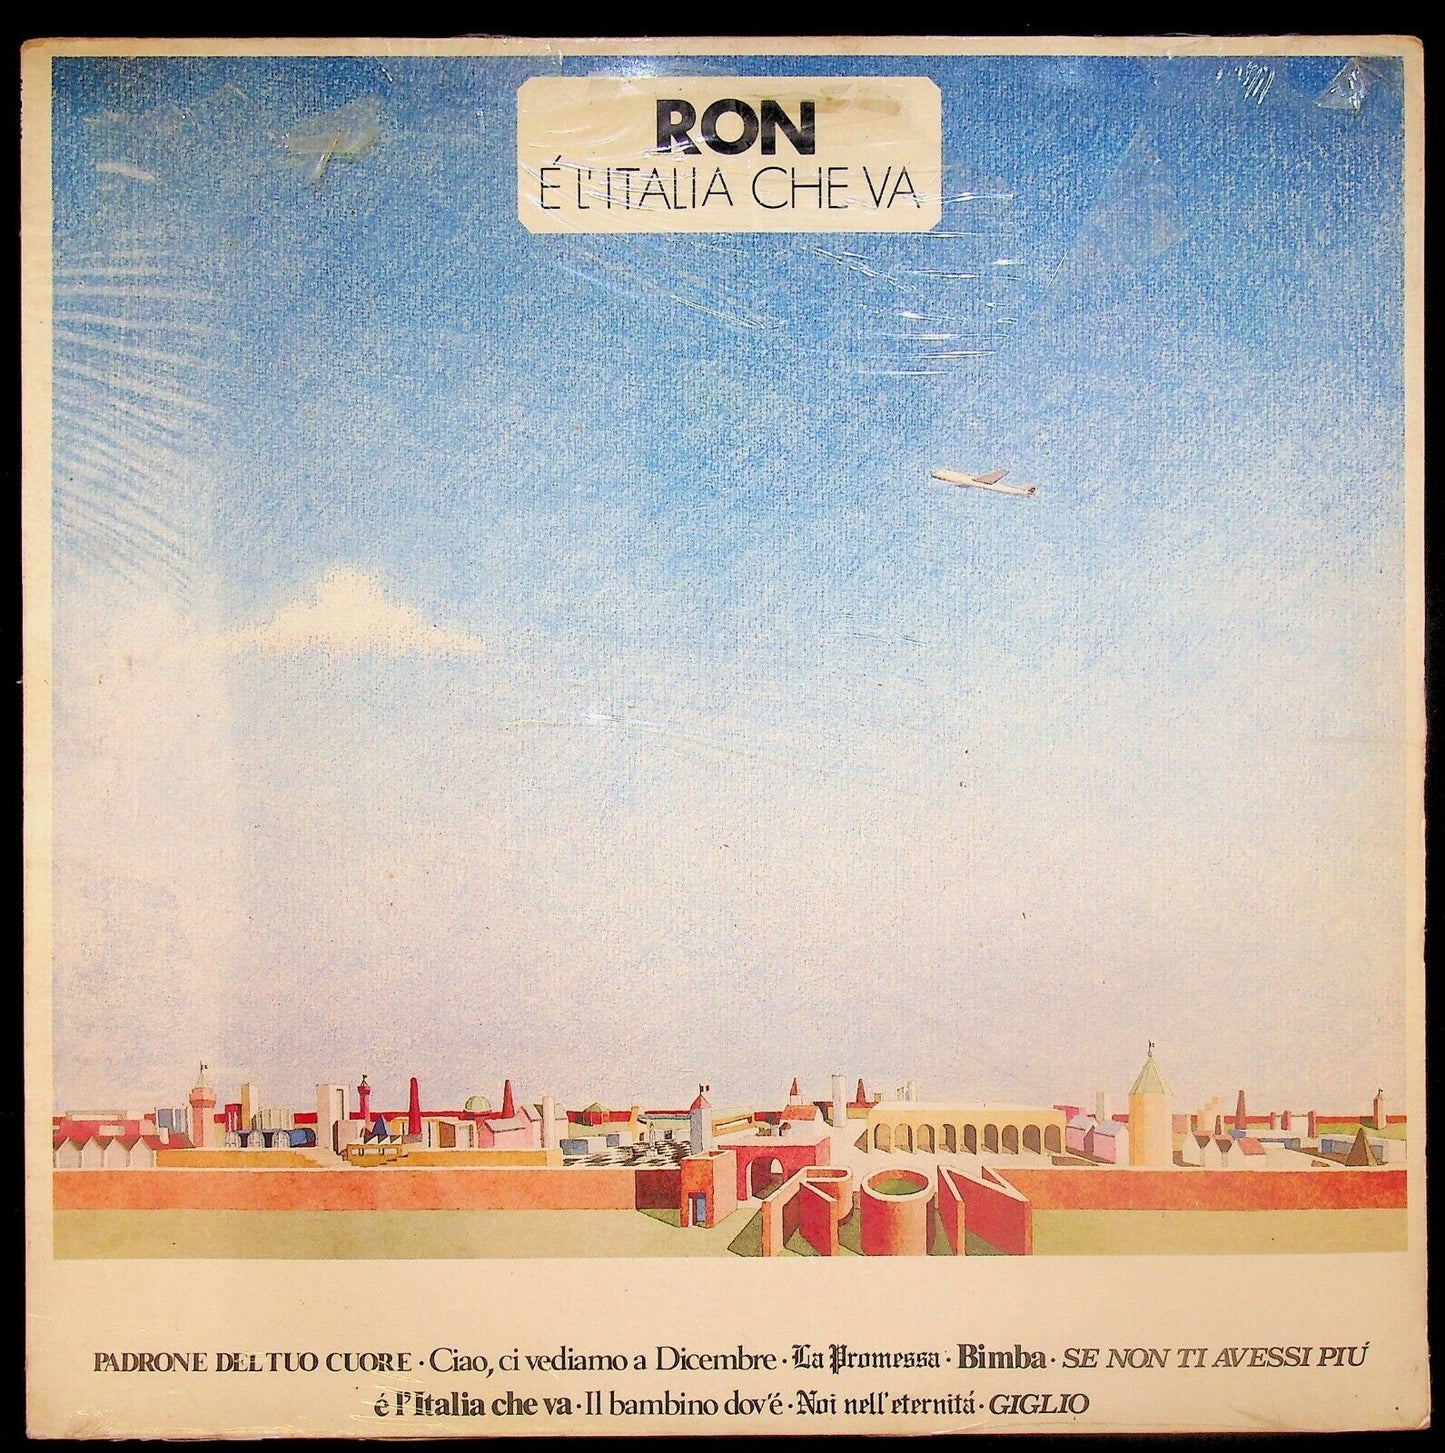 RON
É L'ITALIA CHE VA
RON
PADRONE DEL TUO CUORE · Ciao, ci vediamo a Dicembre · La Promessa · Bimba · SE NON TI AVESSI PIÚ
é l'Italia che va · Il bambino dov'é · Noi nell'eternitá · GIGLIO